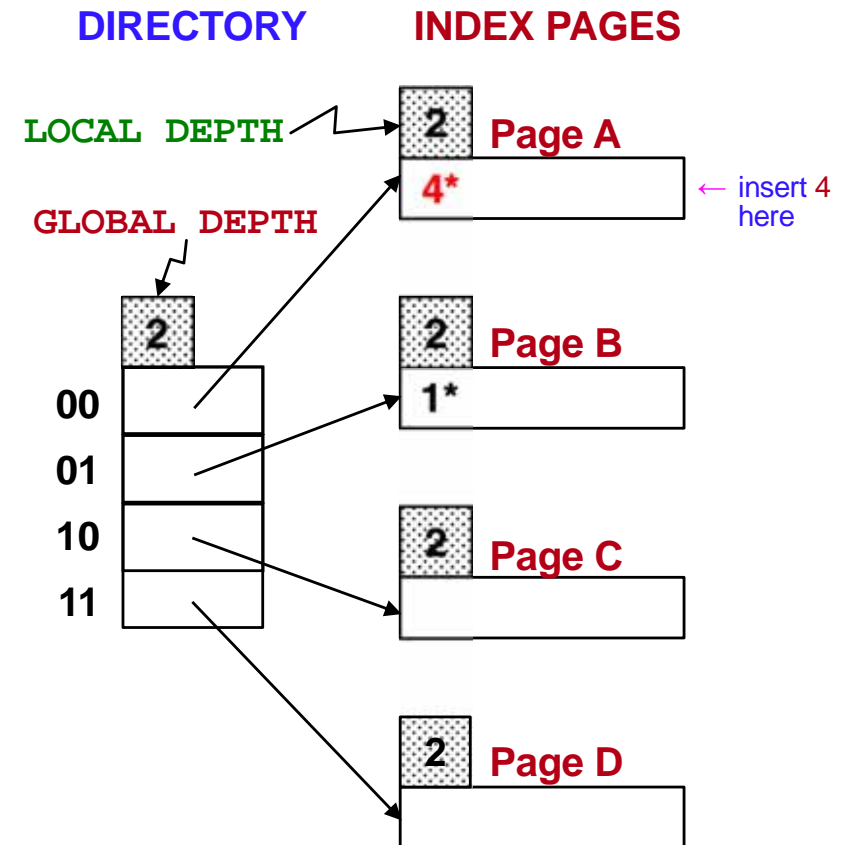 DIRECTORY INDEX PAGES
LOCAL DEPTH
2 Page A
4*
← insert 4
here
GLOBAL DEPTH
2
00
01
10
11
2 Page B
1*
2 Page C
2 Page D